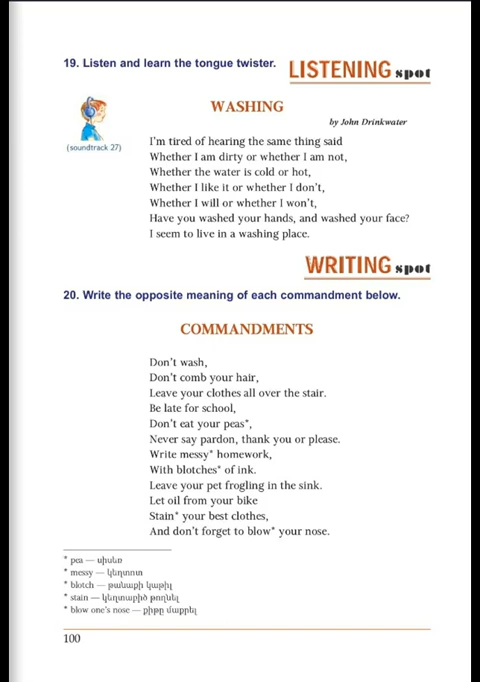 19. Listen and learn the tongue twister.
LISTENING spot
WASHING
by John Drinkwater
(soundtrack 27)
I'm tired of hearing the same thing said
Whether I am dirty or whether I am not,
Whether the water is cold or hot,
Whether I like it or whether I don't,
Whether I will or whether I won't,
Have you washed your hands, and washed your face?
I seem to live in a washing place.
WRITING spot
20. Write the opposite meaning of each commandment below.
COMMANDMENTS
Don't wash,
Don't comb your hair,
Leave your clothes all over the stair.
Be late for school,
Don't eat your peas*,
Never say pardon, thank you or please.
Write messy* homework,
With blotches* of ink.
Leave your pet frogling in the sink.
Let oil from your bike
Stain* your best clothes,
And don't forget to blow* your nose.
* pea — սիսեռ
* messy — կեղտոտ
* blotch — թանաքի կաթիլ
* stain — կեղտաբիծ թողնել
* blow one's nose — քիթը մաքրել
100